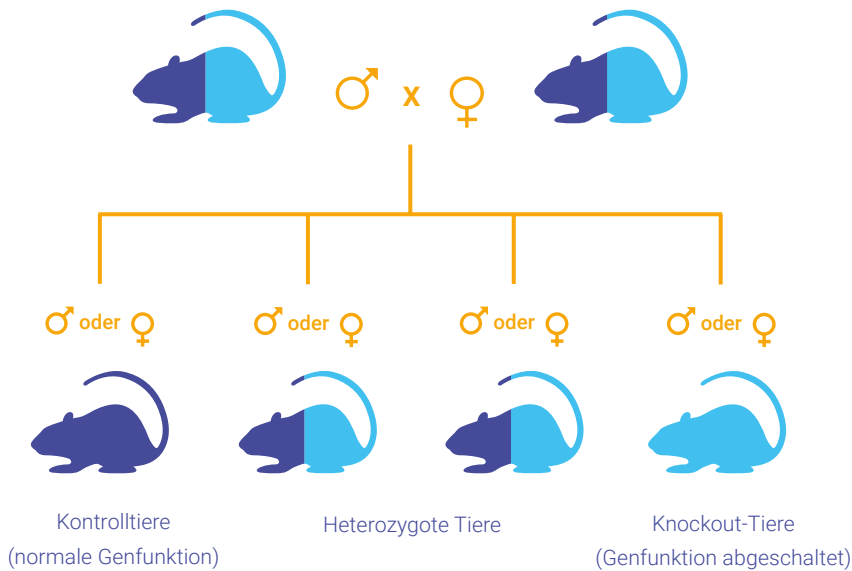 x
oder oder oder oder
Kontrolltiere
(normale Genfunktion)
Heterozygote Tiere
Knockout-Tiere
(Genfunktion abgeschaltet)